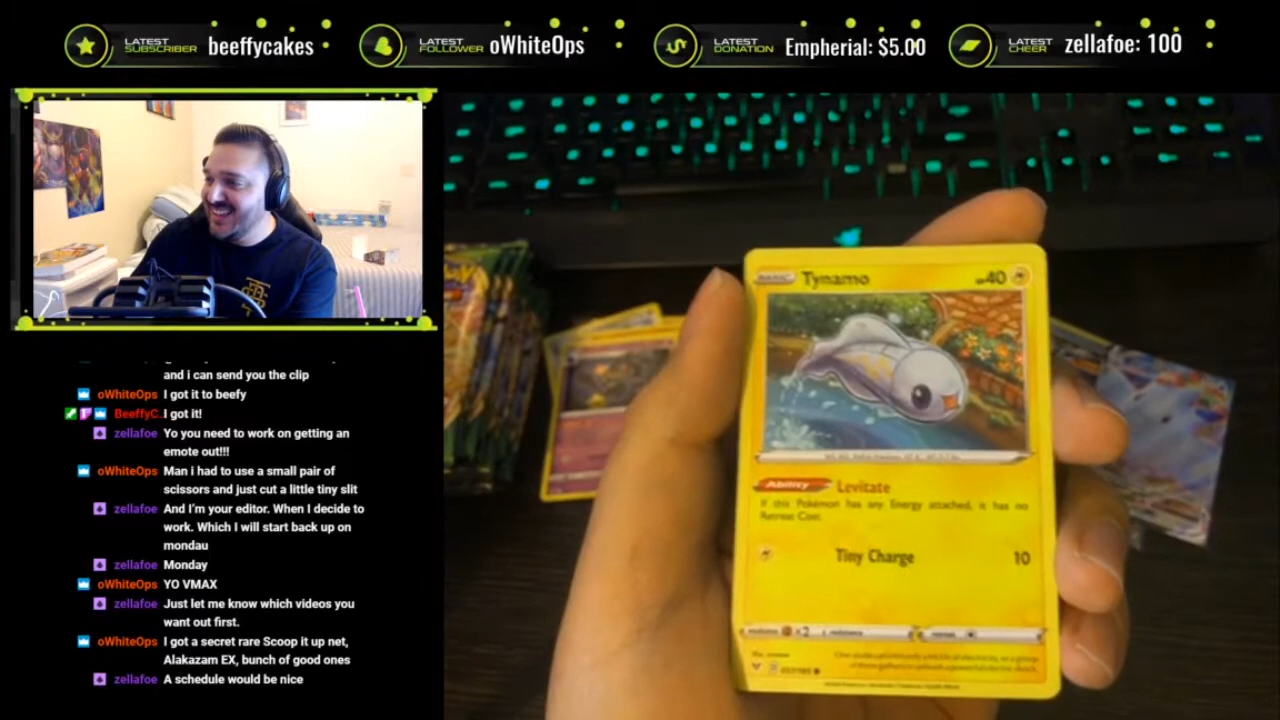 LATEST SUBSCRIBER beeffycakes
LATEST FOLLOWER oWhiteOps
LATEST DONATION Empherial: $5.00
LATEST CHEER zellafoe: 100
and i can send you the clip
oWhiteOps I got it to beefy
BeeffyC.. I got it!
zellafoe Yo you need to work on getting an
emote out!!!
oWhiteOps Man i had to use a small pair of
scissors and just cut a little tiny slit
zellafoe And I'm your editor. When I decide to
work. Which I will start back up on
mondau
zellafoe Monday
oWhiteOps YO VMAX
zellafoe Just let me know which videos you
want out first.
oWhiteOps I got a secret rare Scoop it up net,
Alakazam EX, bunch of good ones
zellafoe A schedule would be nice
BASIC Tynamo 40
Ability Levitate
If this Pokémon has any Energy attached, it has no
Retreat Cost.
Tiny Charge 10
weakness x2 resistance retreat